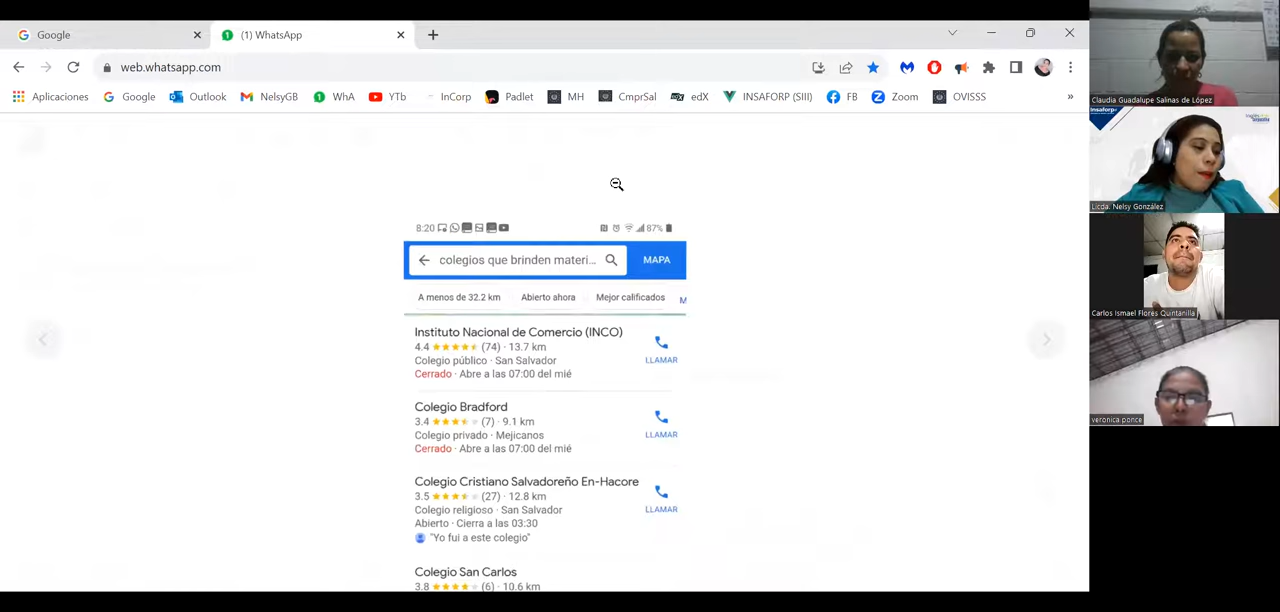 Google
(1) WhatsApp
web.whatsapp.com
Aplicaciones Google Outlook NelsyGB WhA YTb InCorp Padlet MH CmprSal edX INSAFORP (SIII) FB Zoom OVISSS »
8:20 87%
colegios que brinden materi... MAPA
A menos de 32.2 km Abierto ahora Mejor calificados M
Instituto Nacional de Comercio (INCO)
4.4 (74) · 13.7 km
Colegio público · San Salvador
Cerrado · Abre a las 07:00 del mié
LLAMAR
Colegio Bradford
3.4 (7) · 9.1 km
Colegio privado · Mejicanos
Cerrado · Abre a las 07:00 del mié
LLAMAR
Colegio Cristiano Salvadoreño En-Hacore
3.5 (27) · 12.8 km
Colegio religioso · San Salvador
Abierto · Cierra a las 03:30
"Yo fui a este colegio"
LLAMAR
Colegio San Carlos
3.8 (6) · 10.6 km
Claudia Guadalupe Salinas de López
Insaforp
Licda. Nelsy González
Carlos Ismael Flores Quintanilla
veronica ponce